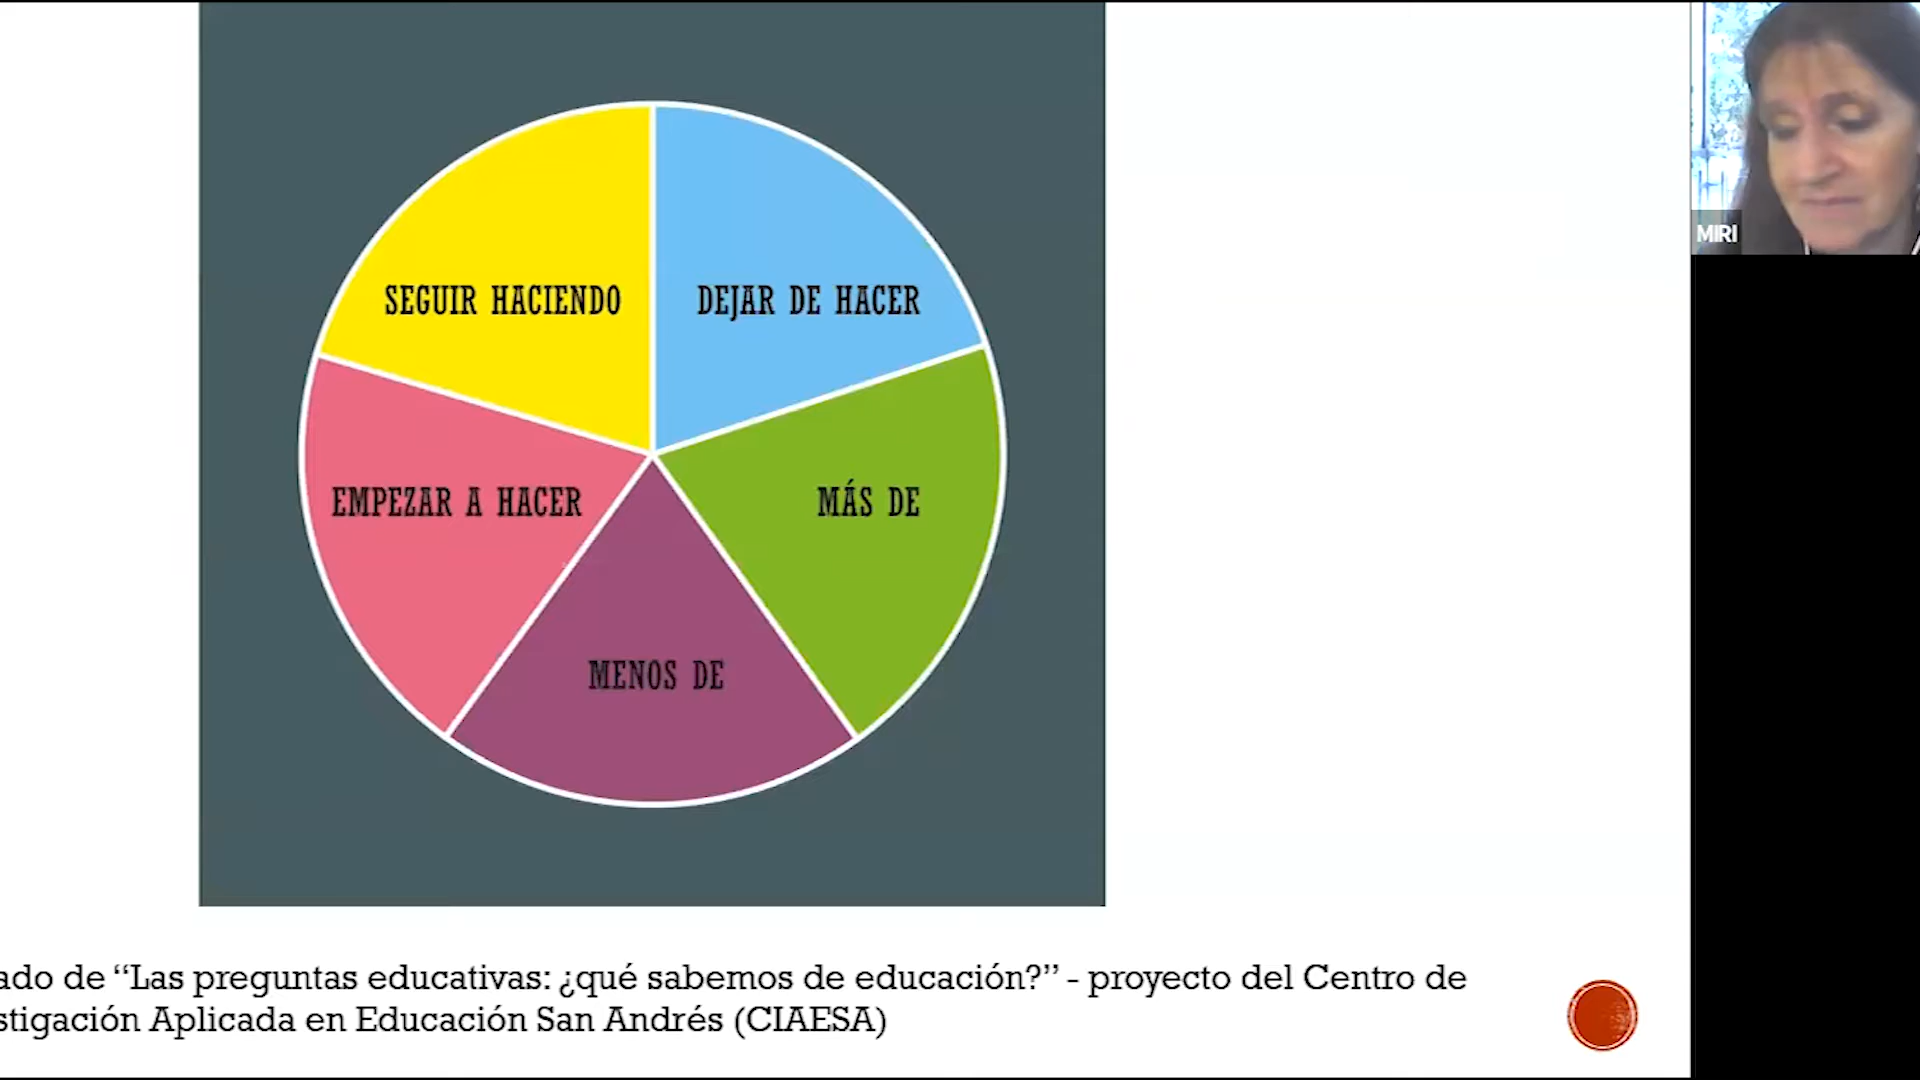 SEGUIR HACIENDO
DEJAR DE HACER
EMPEZAR A HACER
MÁS DE
MENOS DE
MIRI
ado de “Las preguntas educativas: ¿qué sabemos de educación?” - proyecto del Centro de
stigación Aplicada en Educación San Andrés (CIAESA)